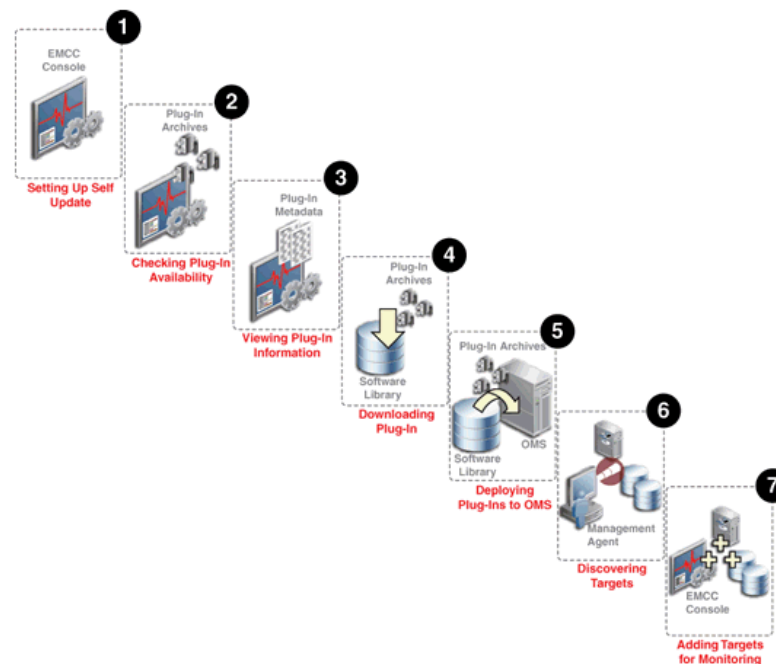 1
EMCC
Console
Setting Up Self
Update
2
Plug-In
Archives
Checking Plug-In
Availability
3
Plug-In
Metadata
Viewing Plug-In
Information
4
Plug-In
Archives
Software
Library
Downloading
Plug-In
5
Plug-In Archives
OMS
Software
Library
Deploying
Plug-Ins to OMS
6
Management
Agent
Discovering
Targets
7
EMCC
Console
Adding Targets
for Monitoring